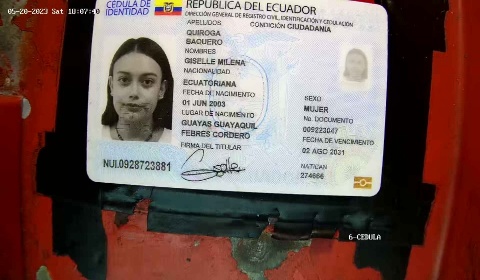 05-20-2023 Sat 18:07:43
CÉDULA DE IDENTIDAD
REPÚBLICA DEL ECUADOR
DIRECCIÓN GENERAL DE REGISTRO CIVIL, IDENTIFICACIÓN Y CEDULACIÓN
APELLIDOS
CONDICIÓN CIUDADANÍA
QUIROGA
BAQUERO
NOMBRES
GISELLE MILENA
NACIONALIDAD
ECUATORIANA
FECHA DE NACIMIENTO
01 JUN 2003
LUGAR DE NACIMIENTO
GUAYAS GUAYAQUIL
FEBRES CORDERO
FIRMA DEL TITULAR
SEXO
MUJER
No. DOCUMENTO
009223047
FECHA DE VENCIMIENTO
02 AGO 2031
NAT/CAN
274666
NUI.0928723881
6-CEDULA